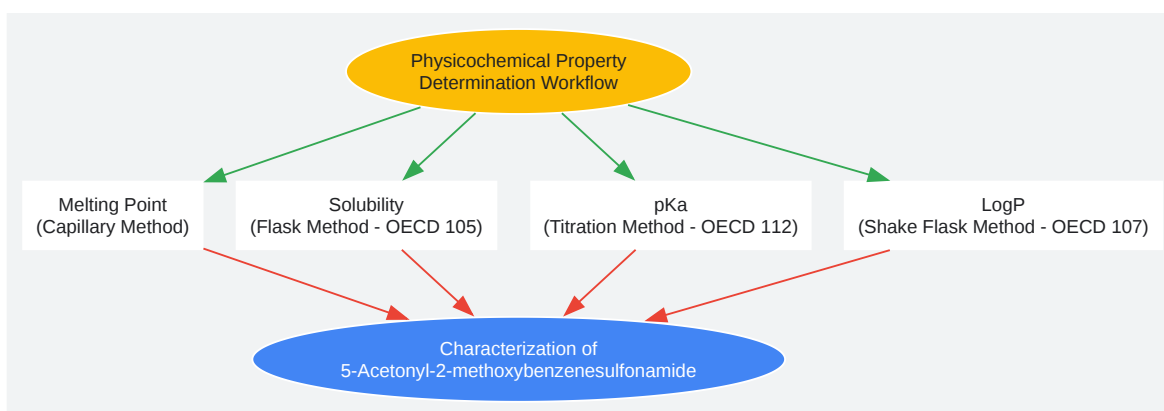 Physicochemical Property
Determination Workflow
Melting Point
(Capillary Method)
Solubility
(Flask Method - OECD 105)
pKa
(Titration Method - OECD 112)
LogP
(Shake Flask Method - OECD 107)
Characterization of
5-Acetonyl-2-methoxybenzenesulfonamide